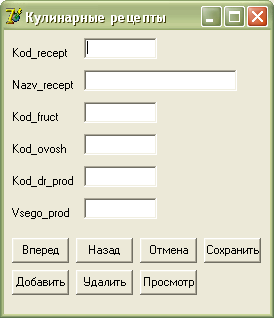 Кулинарные рецепты
Kod_recept
Nazv_recept
Kod_fruct
Kod_ovosh
Kod_dr_prod
Vsego_prod
Вперед Назад Отмена Сохранить
Добавить Удалить Просмотр